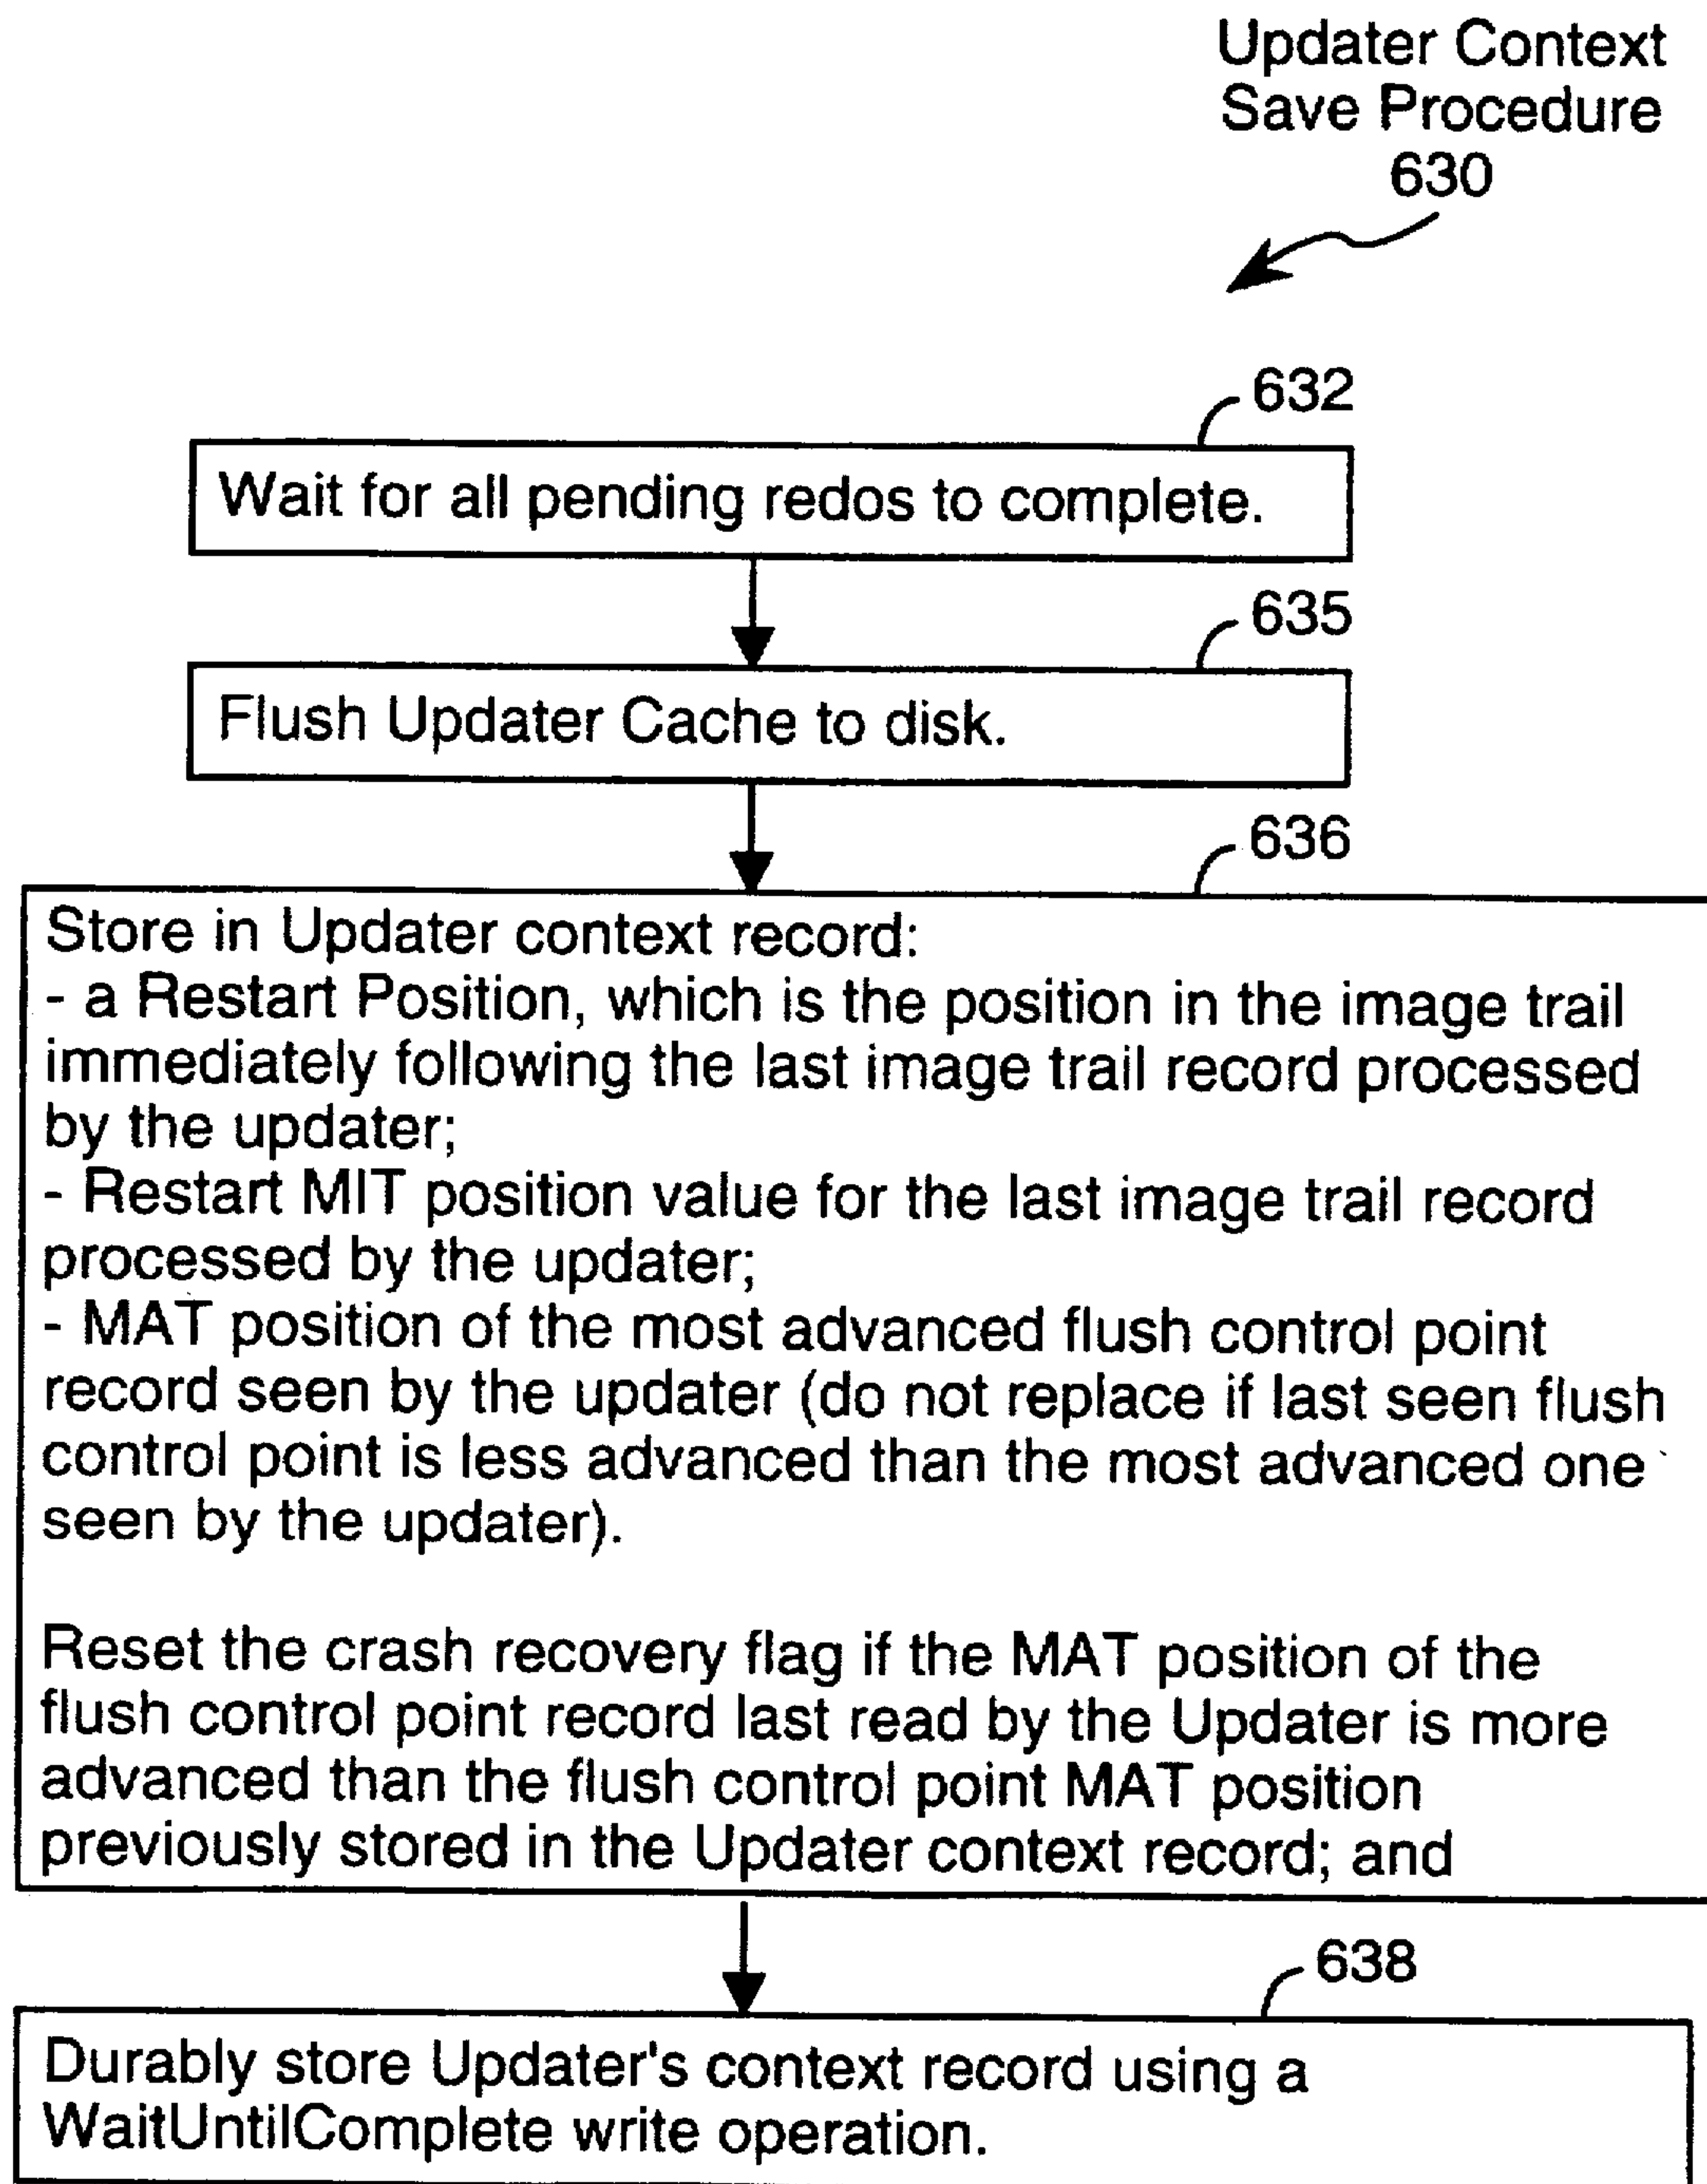 Updater Context
Save Procedure
630
632
Wait for all pending redos to complete.
635
Flush Updater Cache to disk.
636
Store in Updater context record:
- a Restart Position, which is the position in the image trail
immediately following the last image trail record processed
by the updater;
- Restart MIT position value for the last image trail record
processed by the updater;
- MAT position of the most advanced flush control point
record seen by the updater (do not replace if last seen flush
control point is less advanced than the most advanced one
seen by the updater).
Reset the crash recovery flag if the MAT position of the
flush control point record last read by the Updater is more
advanced than the flush control point MAT position
previously stored in the Updater context record; and
638
Durably store Updater's context record using a
WaitUntilComplete write operation.